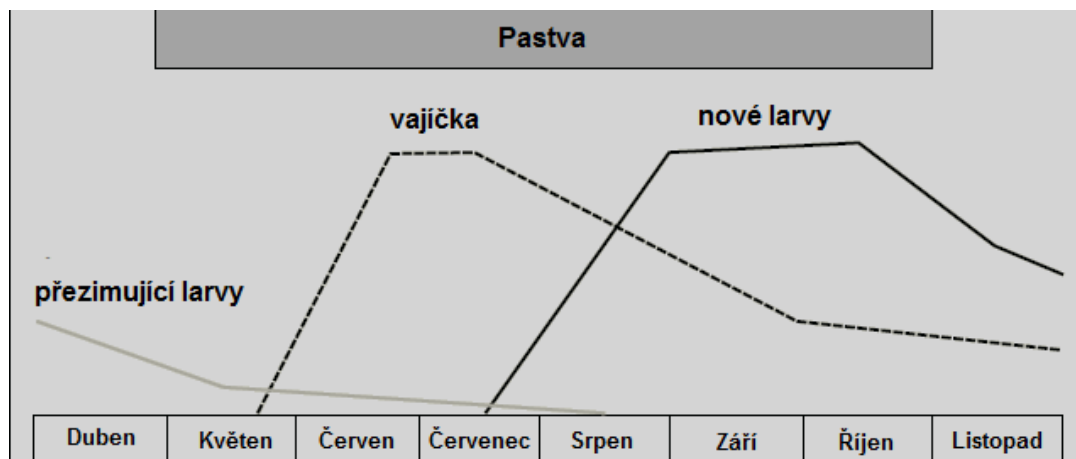 Pastva
vajíčka
nové larvy
přezimující larvy
Duben
Květen
Červen
Červenec
Srpen
Září
Říjen
Listopad